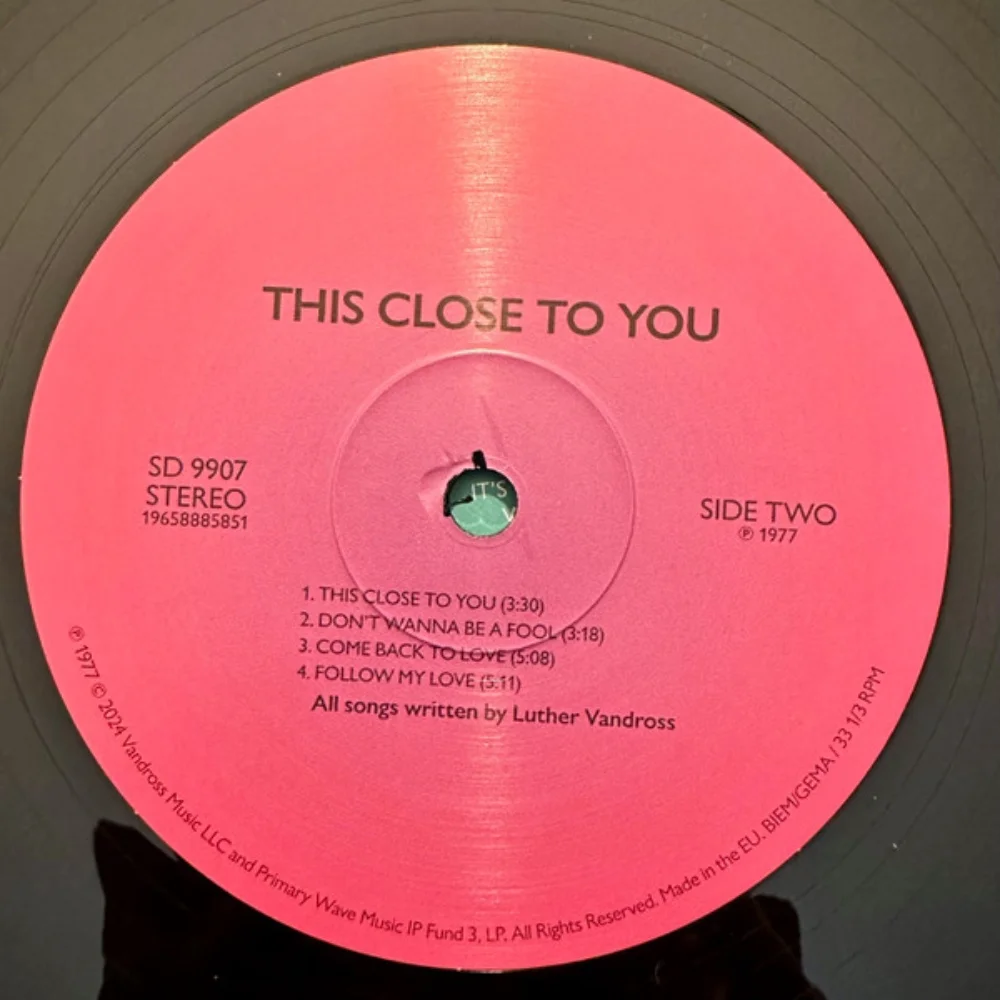 THIS CLOSE TO YOU
SD 9907
STEREO
19658885851
SIDE TWO
℗ 1977
IT'S
1. THIS CLOSE TO YOU (3:30)
2. DON'T WANNA BE A FOOL (3:18)
3. COME BACK TO LOVE (5:08)
4. FOLLOW MY LOVE (5:11)
All songs written by Luther Vandross
℗ 1977 © 2024 Vandross Music LLC and Primary Wave Music IP Fund 3, LP. All Rights Reserved. Made in the EU. BIEM/GEMA / 33 1/3 RPM